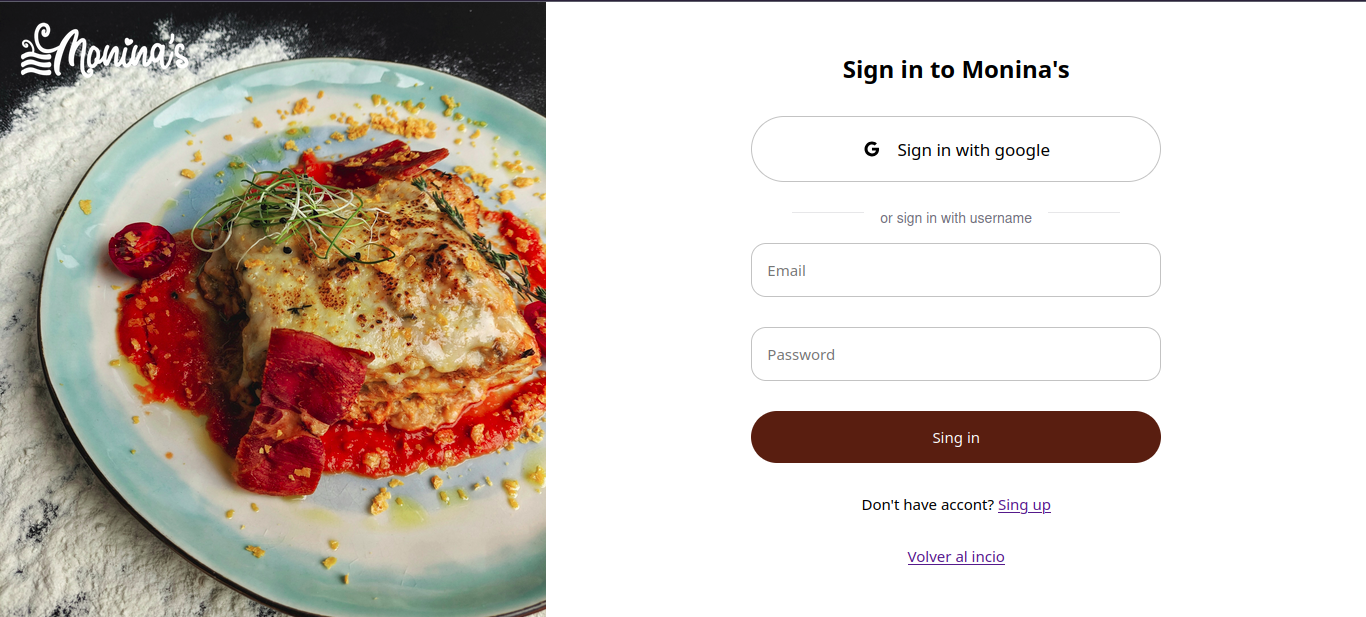 Monina's
Sign in to Monina's
G Sign in with google
or sign in with username
Email
Password
Sing in
Don't have accont? Sing up
Volver al incio